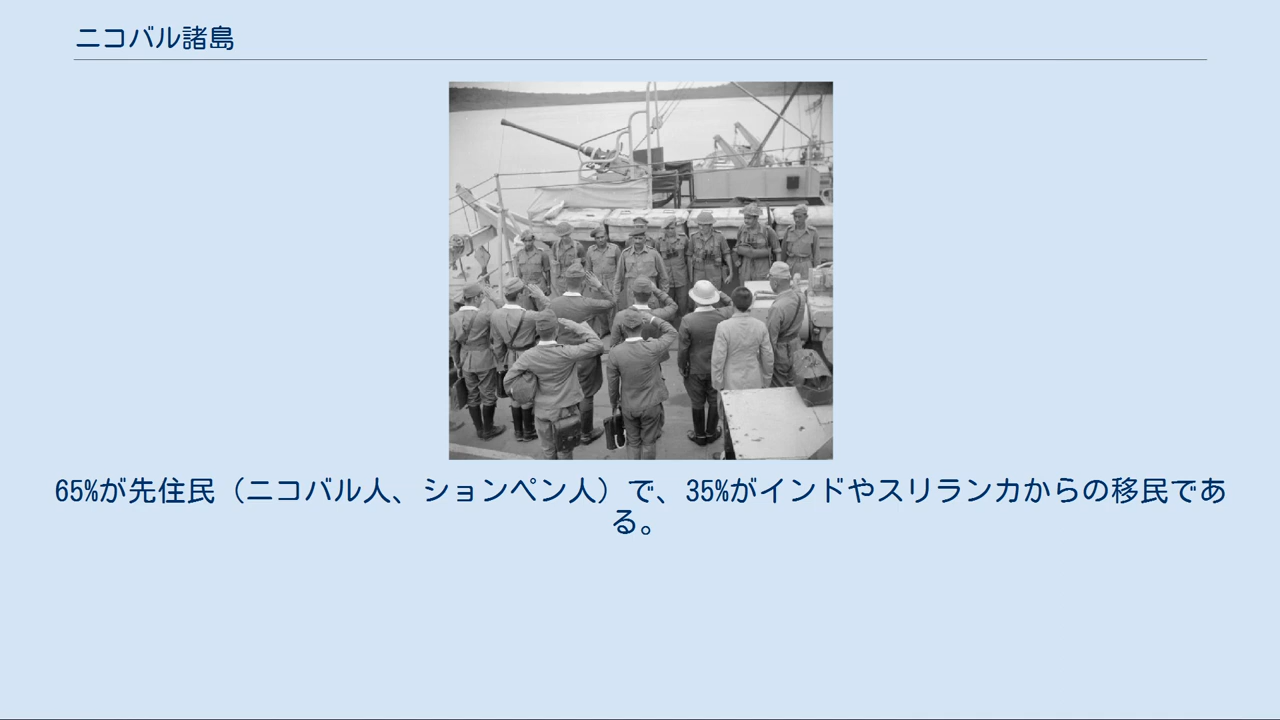 ニコバル諸島
65%が先住民（ニコバル人、ションペン人）で、35%がインドやスリランカからの移民であ
る。